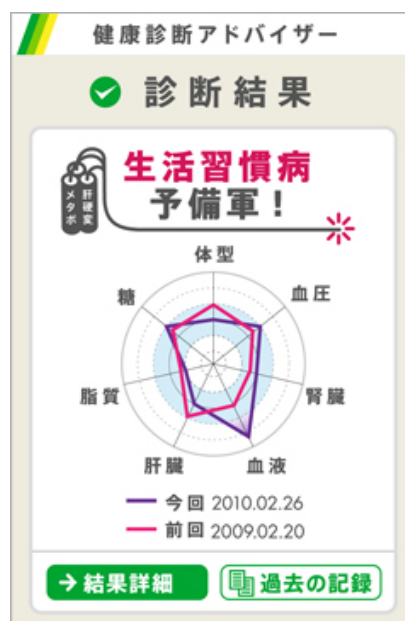 健康診断アドバイザー
診断結果
生活習慣病
予備軍！
メタボ
肝硬変
体型
糖
血圧
脂質
腎臓
肝臓
血液
今回 2010.02.26
前回 2009.02.20
結果詳細
過去の記録